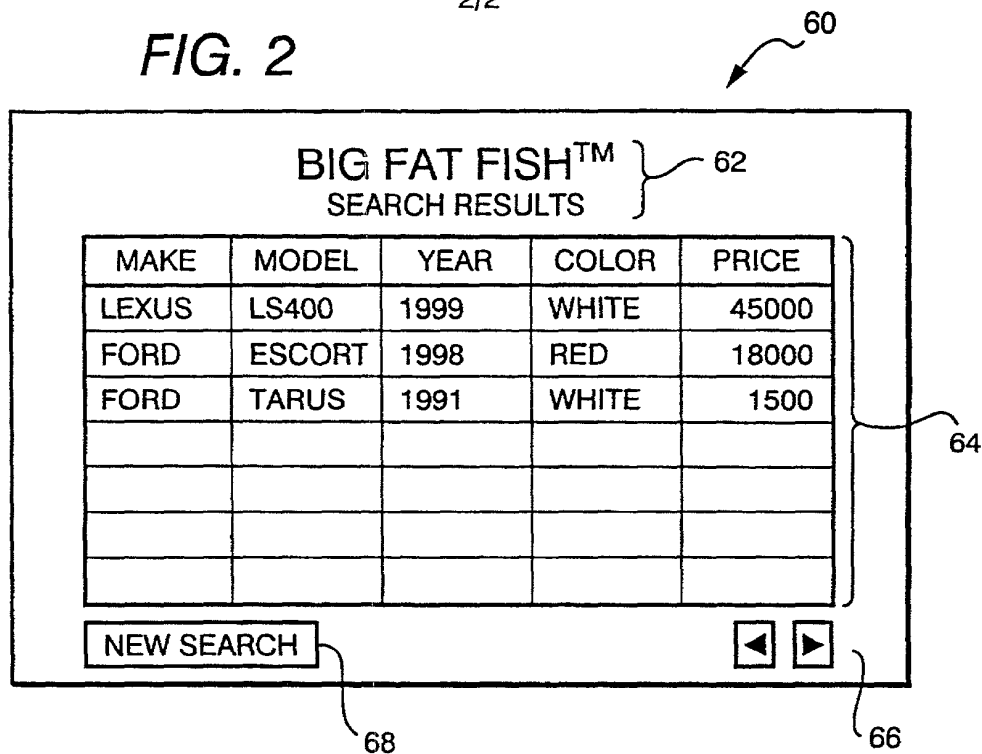 2/2
FIG. 2
60
BIG FAT FISH™
62
SEARCH RESULTS
MAKE MODEL YEAR COLOR PRICE
LEXUS LS400 1999 WHITE 45000
FORD ESCORT 1998 RED 18000
FORD TARUS 1991 WHITE 1500
64
NEW SEARCH
68
66